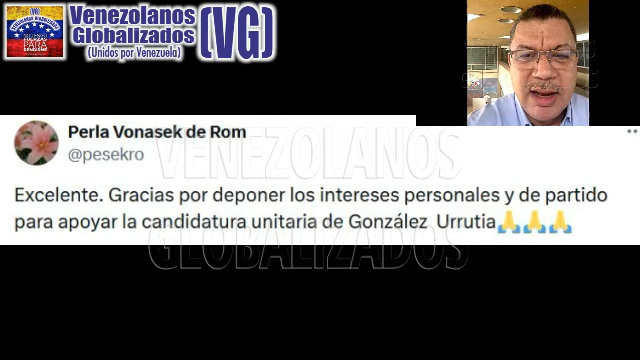 Venezolanos
Globalizados
(Unidos por Venezuela)
(VG)
(VG)
Perla Vonasek de Rom
@pesekro
Excelente. Gracias por deponer los intereses personales y de partido
para apoyar la candidatura unitaria de González Urrutia🙏🙏🙏
VENEZOLANOS
GLOBALIZADOS